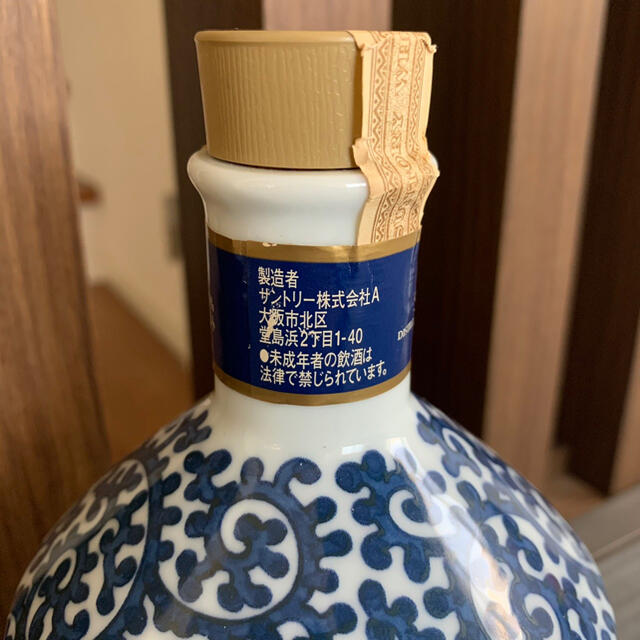 製造者
サントリー株式会社A
大阪市北区
堂島浜2丁目1-40
●未成年者の飲酒は
法律で禁じられています。